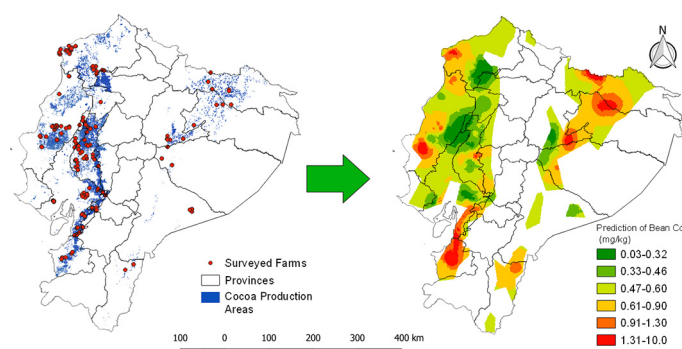 Surveyed Farms
Provinces
Cocoa Production
Areas
100 0 100 200 300 400 km
N
Prediction of Bean Co
(mg/kg)
0.03-0.32
0.33-0.46
0.47-0.60
0.61-0.90
0.91-1.30
1.31-10.0